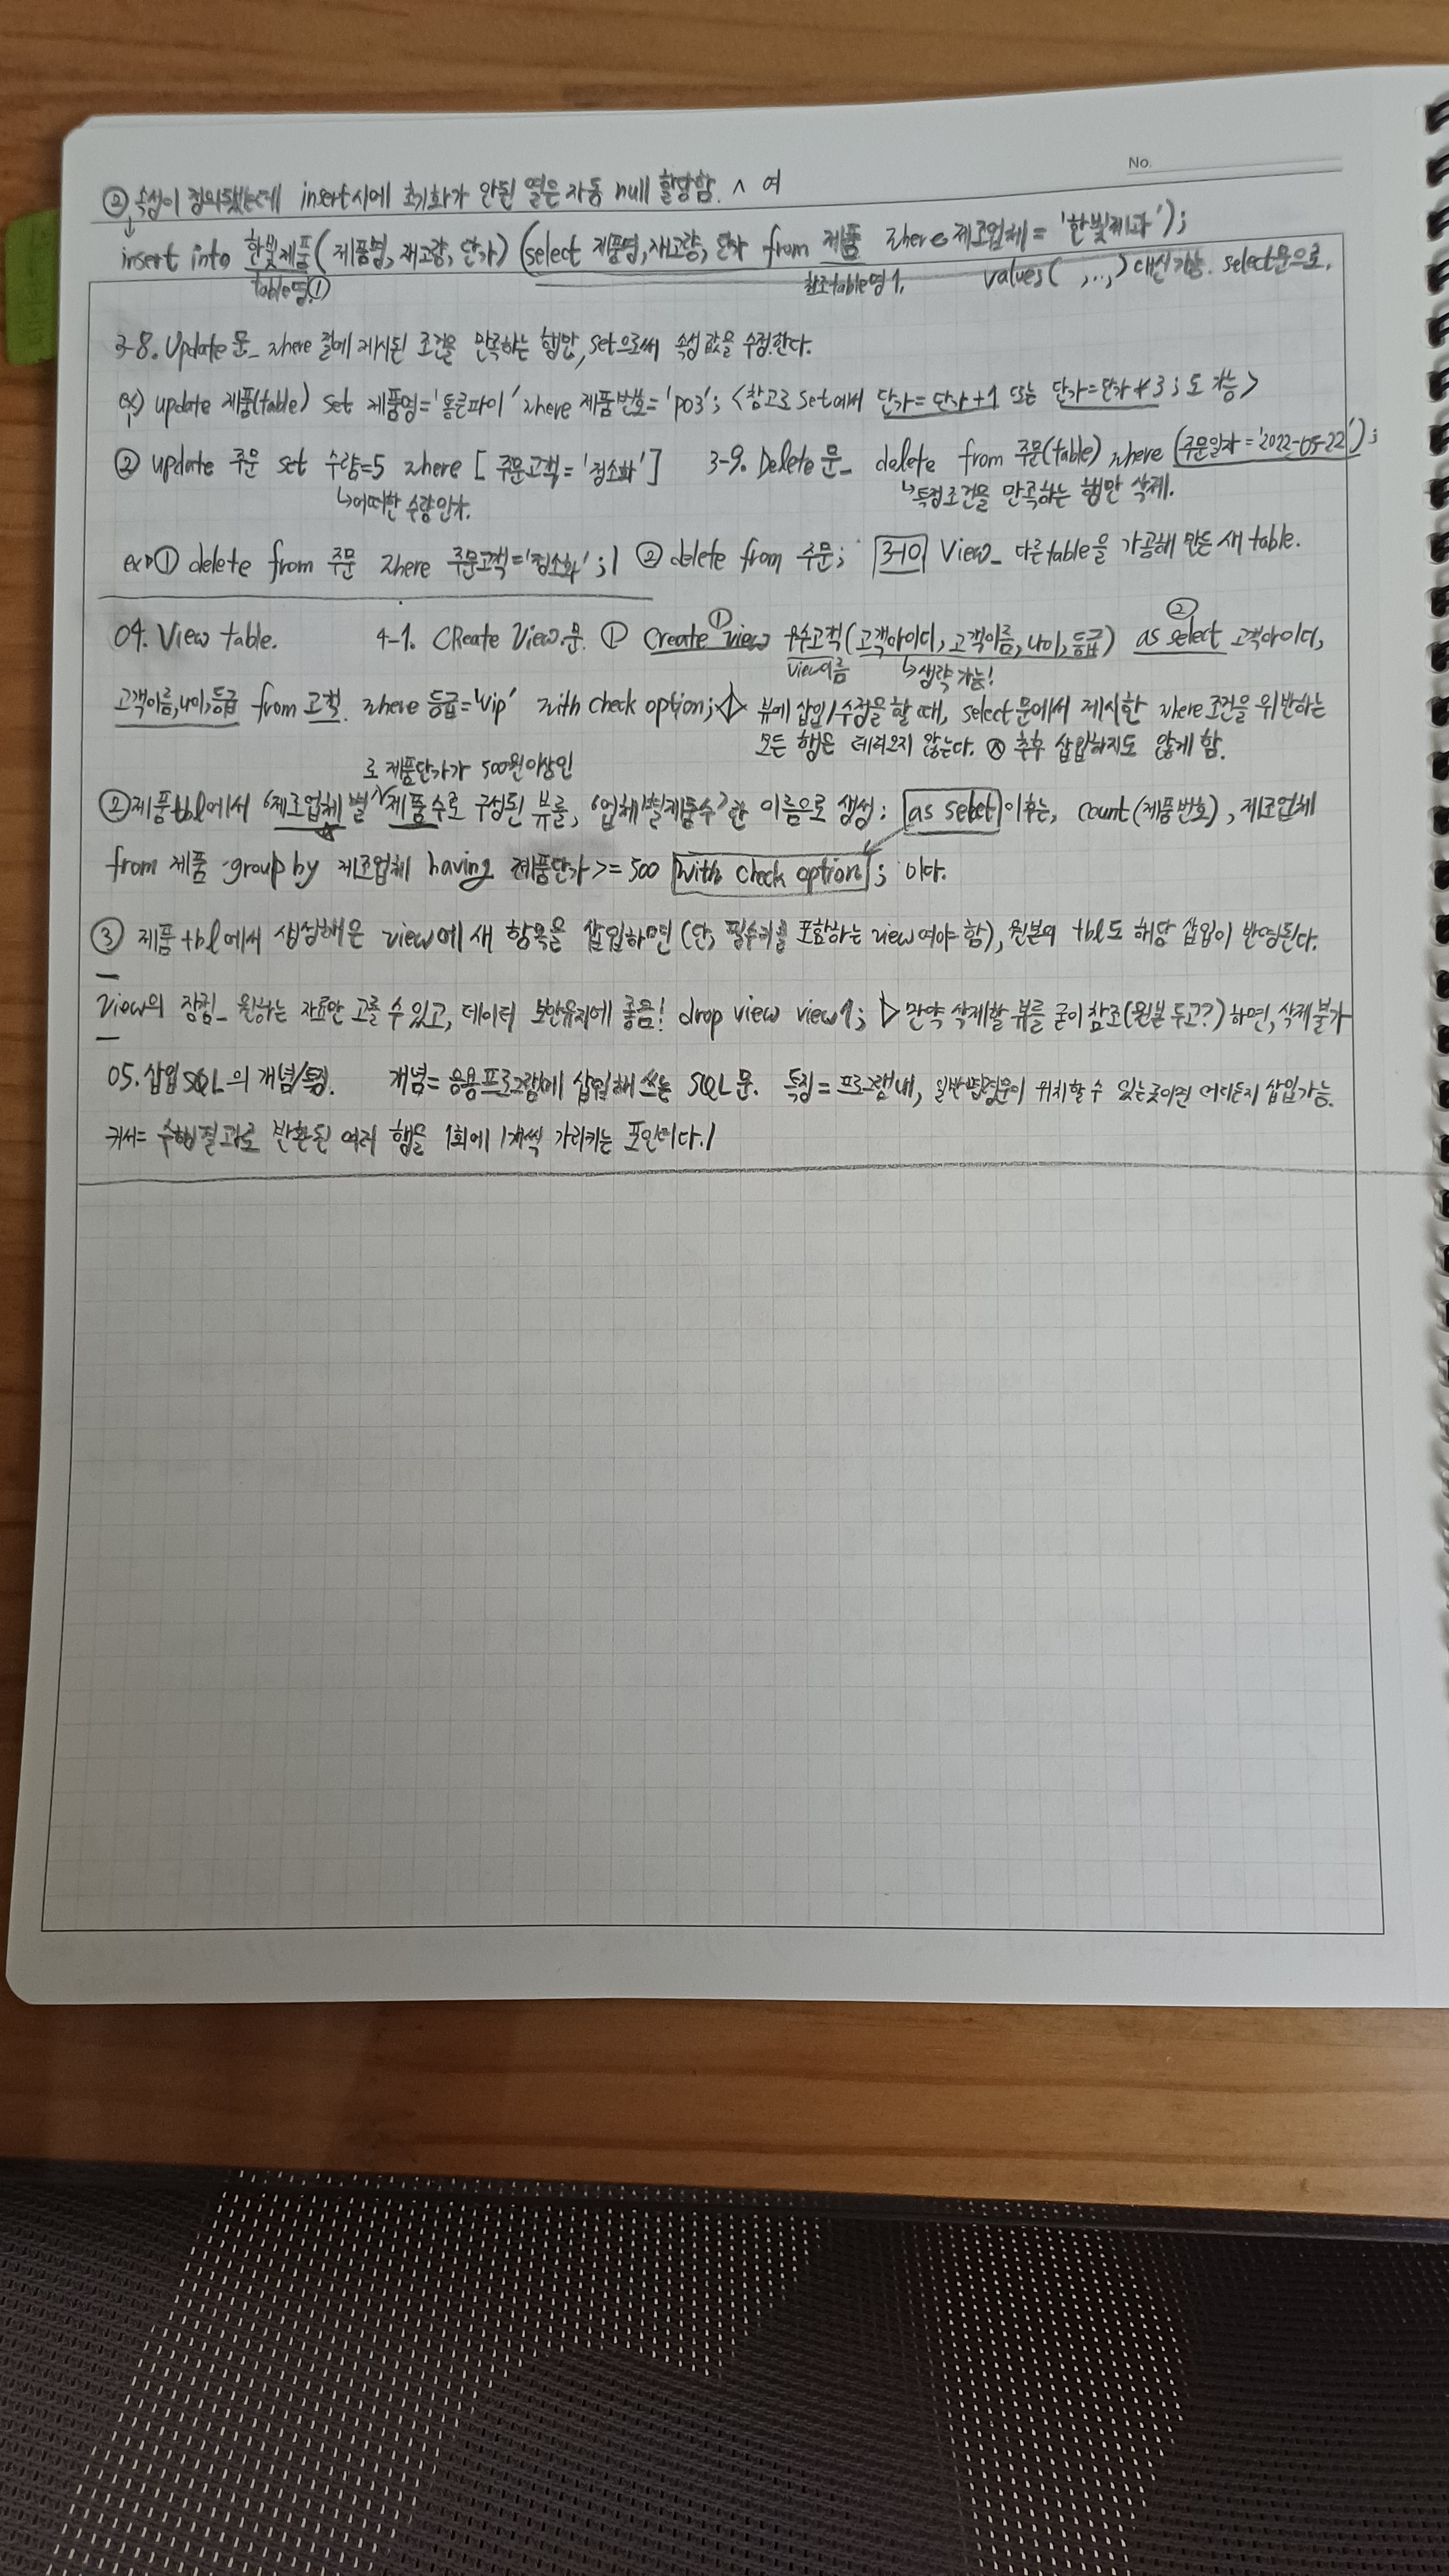 No.
② 속성이 정의됐는데 insert시에 초기화가 안된 열은 자동 null 할당함. ^ 여
insert into 한빛제품(제품명, 재고량, 단가) (select 제품명, 재고량, 단가 from 제품 where 제조업체 = '한빛제과');
table명① 참조table명1. values( ,..,) 대신가능. select문으로.
3-8. Update문_ where절에 제시된 조건을 만족하는 행만, set으로써 속성값을 수정한다.
ex) update 제품(table) set 제품명='통큰파이' where 제품번호='p03'; <참고로 set에서 단가=단가+1 또는 단가=단가*3; 도 가능>
② update 주문 set 수량=5 where [주문고객='정소화'] 3-9. Delete문_ delete from 주문(table) where (주문일자='2022-05-22');
↳어떠한 수량인가. ↳특정조건을 만족하는 행만 삭제.
ex) ① delete from 주문 where 주문고객='정소화'; / ② delete from 주문; 3-10 View_ 다른table을 가공해 만든 새 table.
04. View table. 4-1. CReate View문. ① Create ① view 우수고객(고객아이디, 고객이름, 나이, 등급) ② as select 고객아이디,
view이름 ↳생략 가능!
고객이름, 나이, 등급 from 고객 where 등급='vip' with check option; 뷰에 삽입/수정을 할 때, select문에서 제시한 where조건을 위반하는
모든 행은 데려오지 않는다. 추후 삽입하지도 않게 함.
로 제품단가가 500원이상인
② 제품tbl에서 '제조업체'별 제품수로 구성된 뷰를, '업체별제품수'란 이름으로 생성: as select 이후는, count(제품번호), 제조업체
from 제품 group by 제조업체 having 제품단가>=500 with check option; 이다.
③ 제품 tbl에서 생성해온 view에 새 항목을 삽입하면(단, 필수키를 포함하는 view여야 함), 원본의 tbl도 해당 삽입이 반영된다.
View의 장점_ 원하는 자료만 고를 수 있고, 데이터 보안유지에 좋음! drop view view1; ▷ 만약 삭제할 뷰를 굳이 참조(원본 두고??)하면, 삭제불가
05. 삽입SQL의 개념/특징. 개념= 응용프로그램에 삽입해 쓰는 SQL문. 특징= 프로그램내, 일반명령문이 위치할 수 있는곳이면 어디든지 삽입가능.
커서= 수행결과로 반환된 여러 행을 1회에 1개씩 가리키는 포인터다./